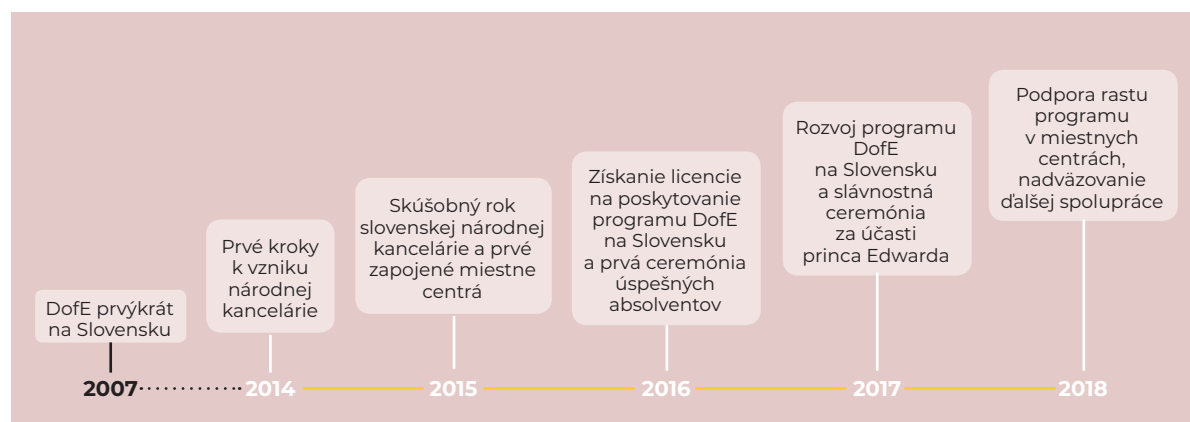 DofE prvýkrát
na Slovensku
Prvé kroky
k vzniku
národnej
kancelárie
Skúšobný rok
slovenskej národnej
kancelárie a prvé
zapojené miestne
centrá
Získanie licencie
na poskytovanie
programu DofE
na Slovensku
a prvá ceremónia
úspešných
absolventov
Rozvoj programu
DofE
na Slovensku
a slávnostná
ceremónia
za účasti
princa Edwarda
Podpora rastu
programu
v miestnych
centrách,
nadväzovanie
ďalšej spolupráce
2007 2014 2015 2016 2017 2018